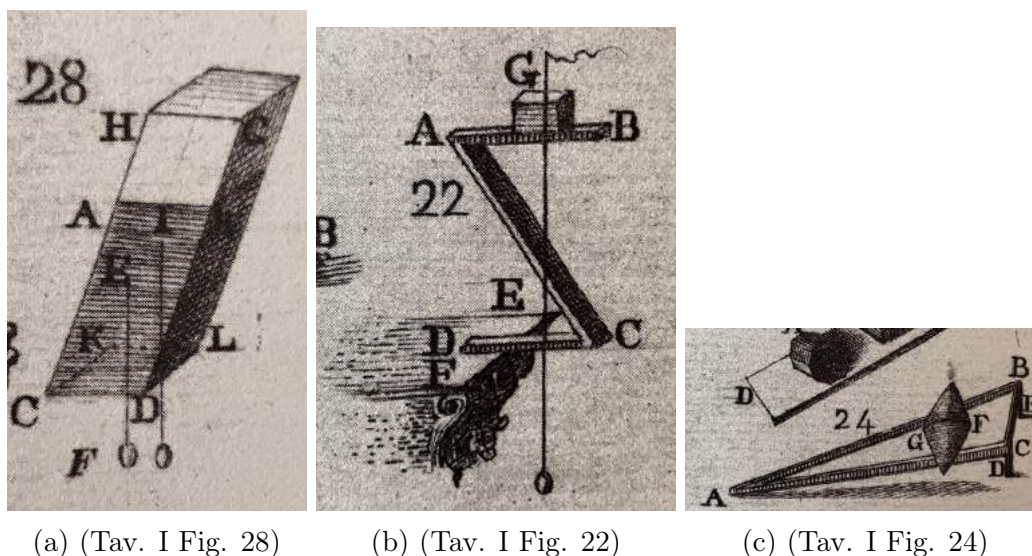 28
H
A I
E
K L
C D
F
G
A B
22
B
E
D C
F
D
B
24
G F
C
D
A
(a) (Tav. I Fig. 28)
(b) (Tav. I Fig. 22)
(c) (Tav. I Fig. 24)